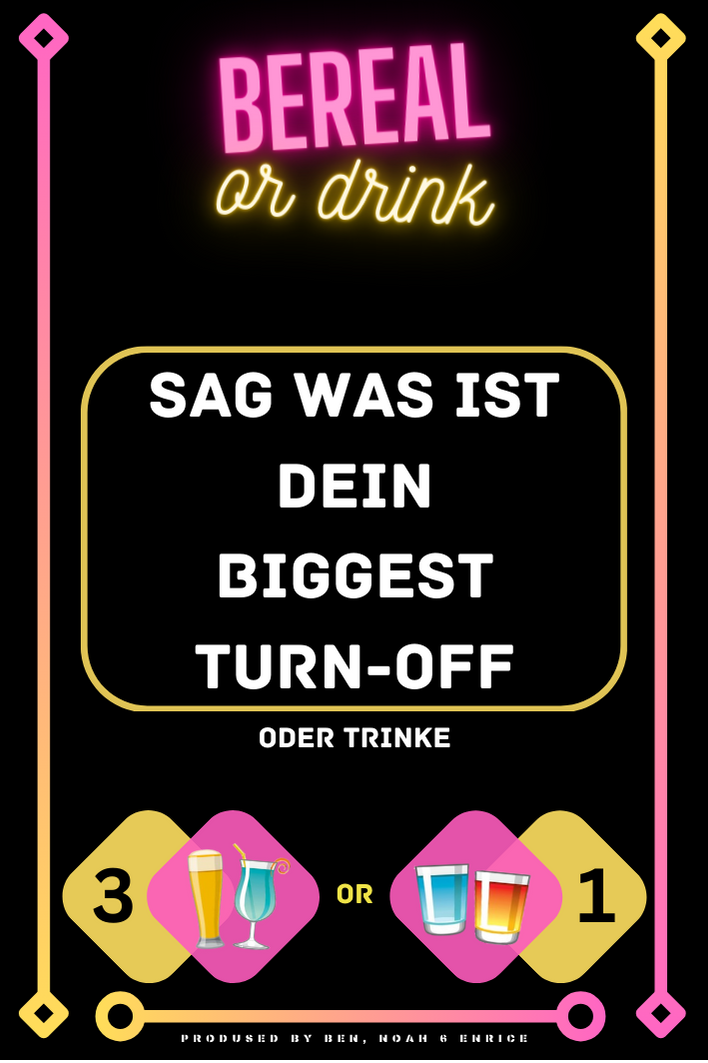 BEREAL
or drink
SAG WAS IST
DEIN
BIGGEST
TURN-OFF
ODER TRINKE
3 OR 1
PRODUSED BY BEN, NOAH & ENRICE